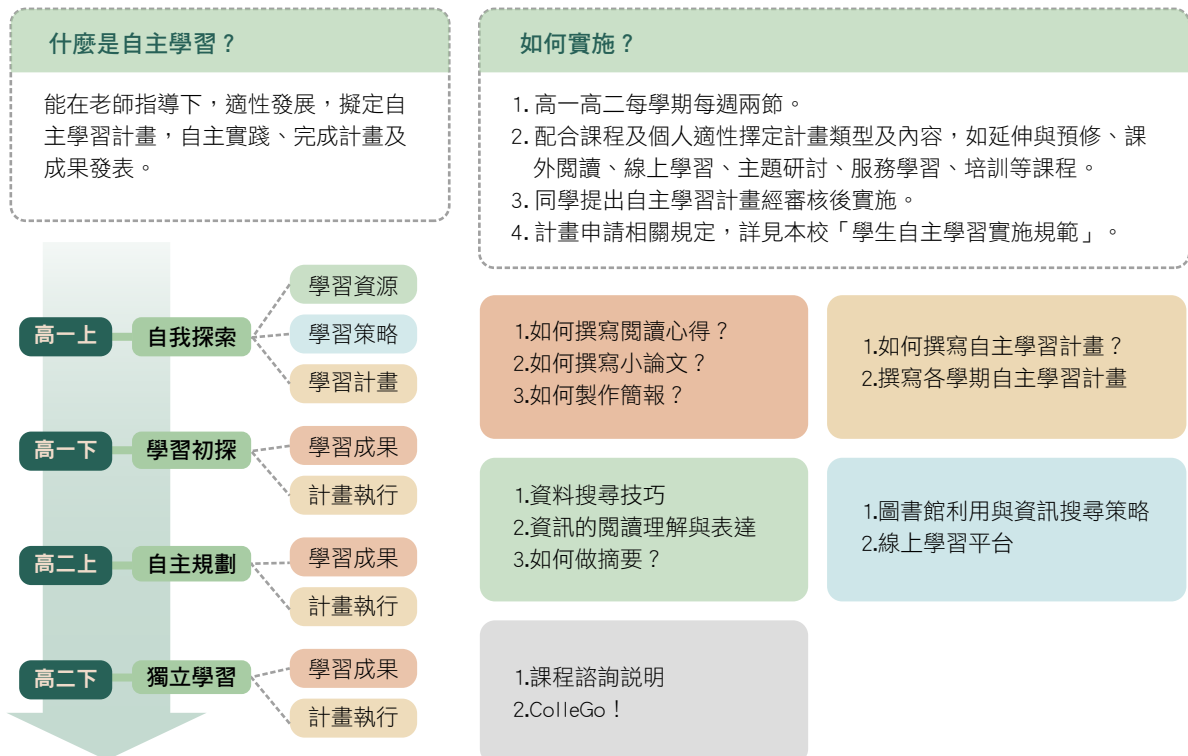 什麼是自主學習？
能在老師指導下，適性發展，擬定自
主學習計畫，自主實踐、完成計畫及
成果發表。
如何實施？
1. 高一高二每學期每週兩節。
2. 配合課程及個人適性擇定計畫類型及內容，如延伸與預修、課
外閱讀、線上學習、主題研討、服務學習、培訓等課程。
3. 同學提出自主學習計畫經審核後實施。
4. 計畫申請相關規定，詳見本校「學生自主學習實施規範」。
高一上
自我探索
學習資源
學習策略
學習計畫
高一下
學習初探
學習成果
計畫執行
高二上
自主規劃
學習成果
計畫執行
高二下
獨立學習
學習成果
計畫執行
1.如何撰寫閱讀心得？
2.如何撰寫小論文？
3.如何製作簡報？
1.如何撰寫自主學習計畫？
2.撰寫各學期自主學習計畫
1.資料搜尋技巧
2.資訊的閱讀理解與表達
3.如何做摘要？
1.圖書館利用與資訊搜尋策略
2.線上學習平台
1.課程諮詢說明
2.ColleGo！